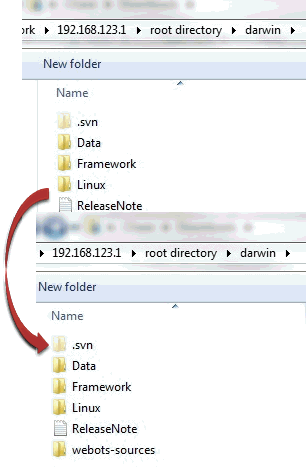 rk ▸ 192.168.123.1 ▸ root directory ▸ darwin ▸
New folder
Name
.svn
Data
Framework
Linux
ReleaseNote
▸ 192.168.123.1 ▸ root directory ▸ darwin ▸
New folder
Name
.svn
Data
Framework
Linux
ReleaseNote
webots-sources